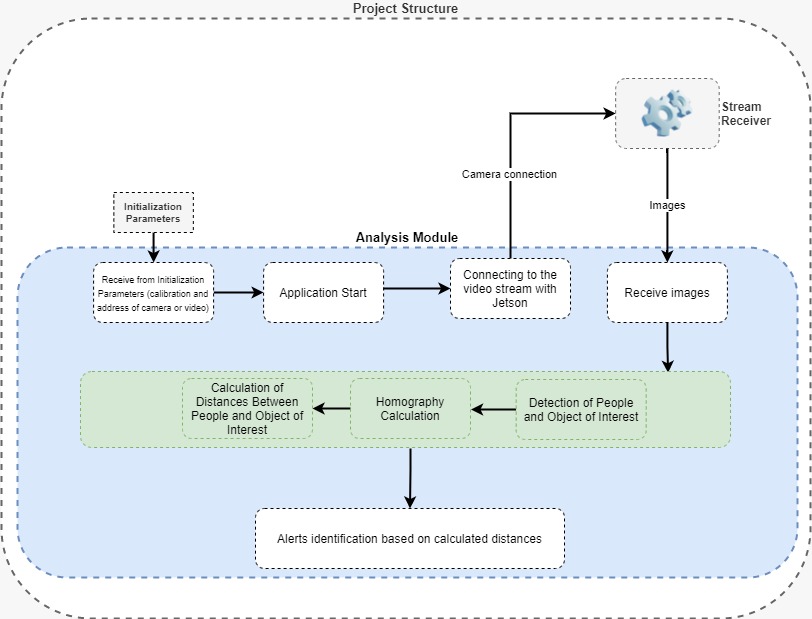 Project Structure
Stream
Receiver
Camera connection
Images
Initialization
Parameters
Analysis Module
Receive from Initialization
Parameters (calibration and
address of camera or video)
Application Start
Connecting to the
video stream with
Jetson
Receive images
Calculation of
Distances Between
People and Object of
Interest
Homography
Calculation
Detection of People
and Object of Interest
Alerts identification based on calculated distances